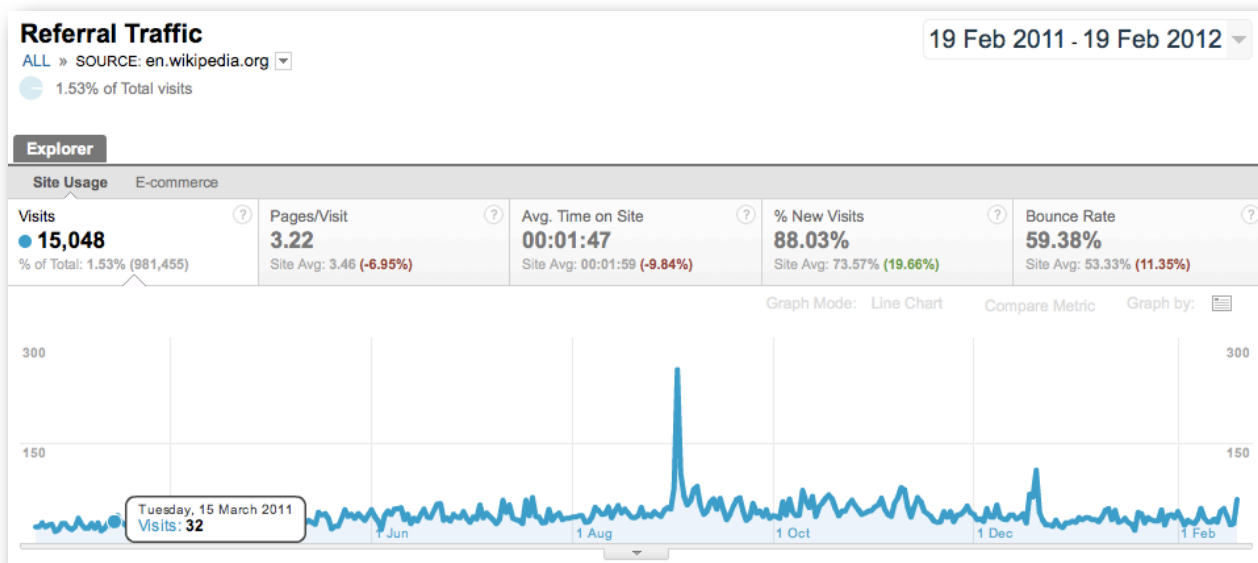 Referral Traffic
19 Feb 2011 - 19 Feb 2012
ALL » SOURCE: en.wikipedia.org
1.53% of Total visits
Explorer
Site Usage E-commerce
Visits ?
15,048
% of Total: 1.53% (981,455)
Pages/Visit ?
3.22
Site Avg: 3.46 (-6.95%)
Avg. Time on Site ?
00:01:47
Site Avg: 00:01:59 (-9.84%)
% New Visits ?
88.03%
Site Avg: 73.57% (19.66%)
Bounce Rate ?
59.38%
Site Avg: 53.33% (11.35%)
Graph Mode: Line Chart Compare Metric Graph by:
300 300
150 150
Tuesday, 15 March 2011
Visits: 32
1 Jun 1 Aug 1 Oct 1 Dec 1 Feb